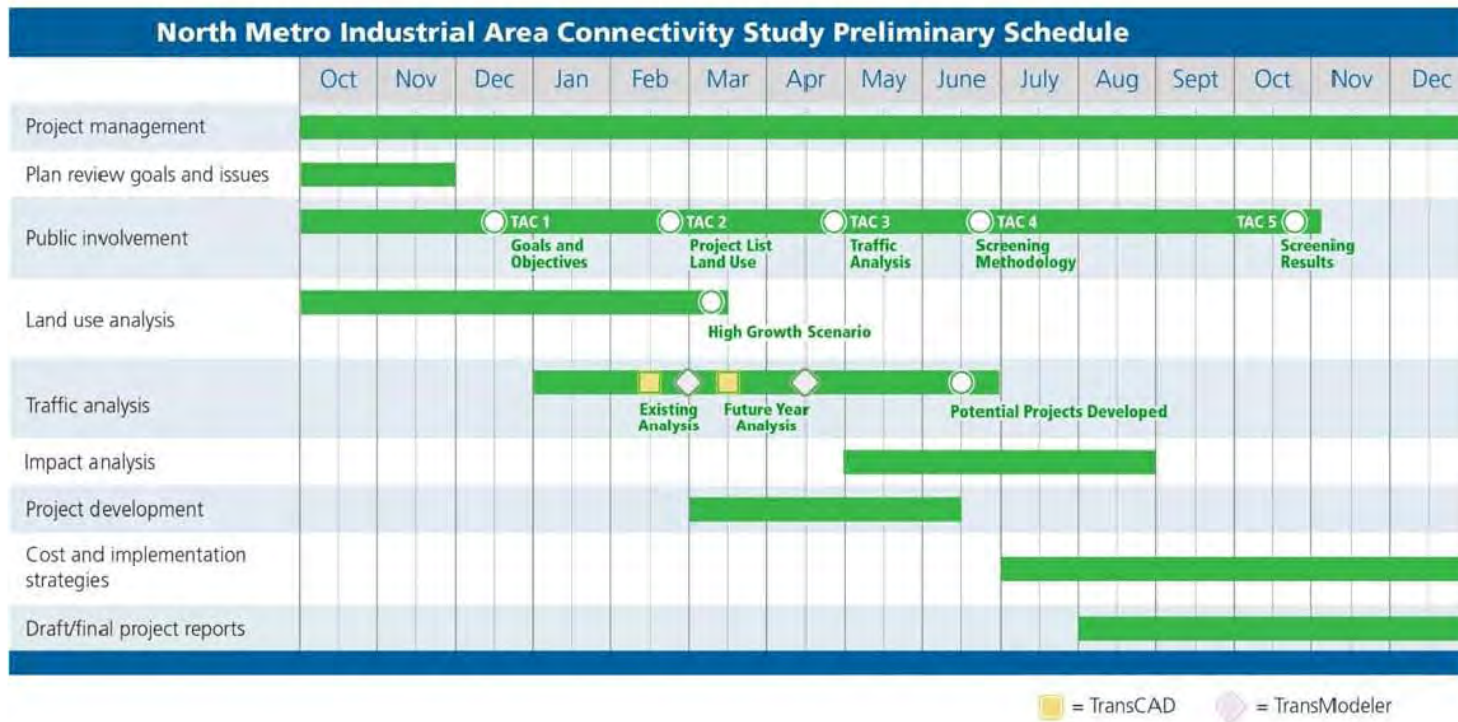 North Metro Industrial Area Connectivity Study Preliminary Schedule
Oct Nov Dec Jan Feb Mar Apr May June July Aug Sept Oct Nov Dec
Project management
Plan review goals and issues
Public involvement
TAC 1 TAC 2 TAC 3 TAC 4 TAC 5
Goals and Project List Traffic Screening Screening
Objectives Land Use Analysis Methodology Results
Land use analysis
High Growth Scenario
Traffic analysis
Existing Future Year Potential Projects Developed
Analysis Analysis
Impact analysis
Project development
Cost and implementation
strategies
Draft/final project reports
= TransCAD = TransModeler